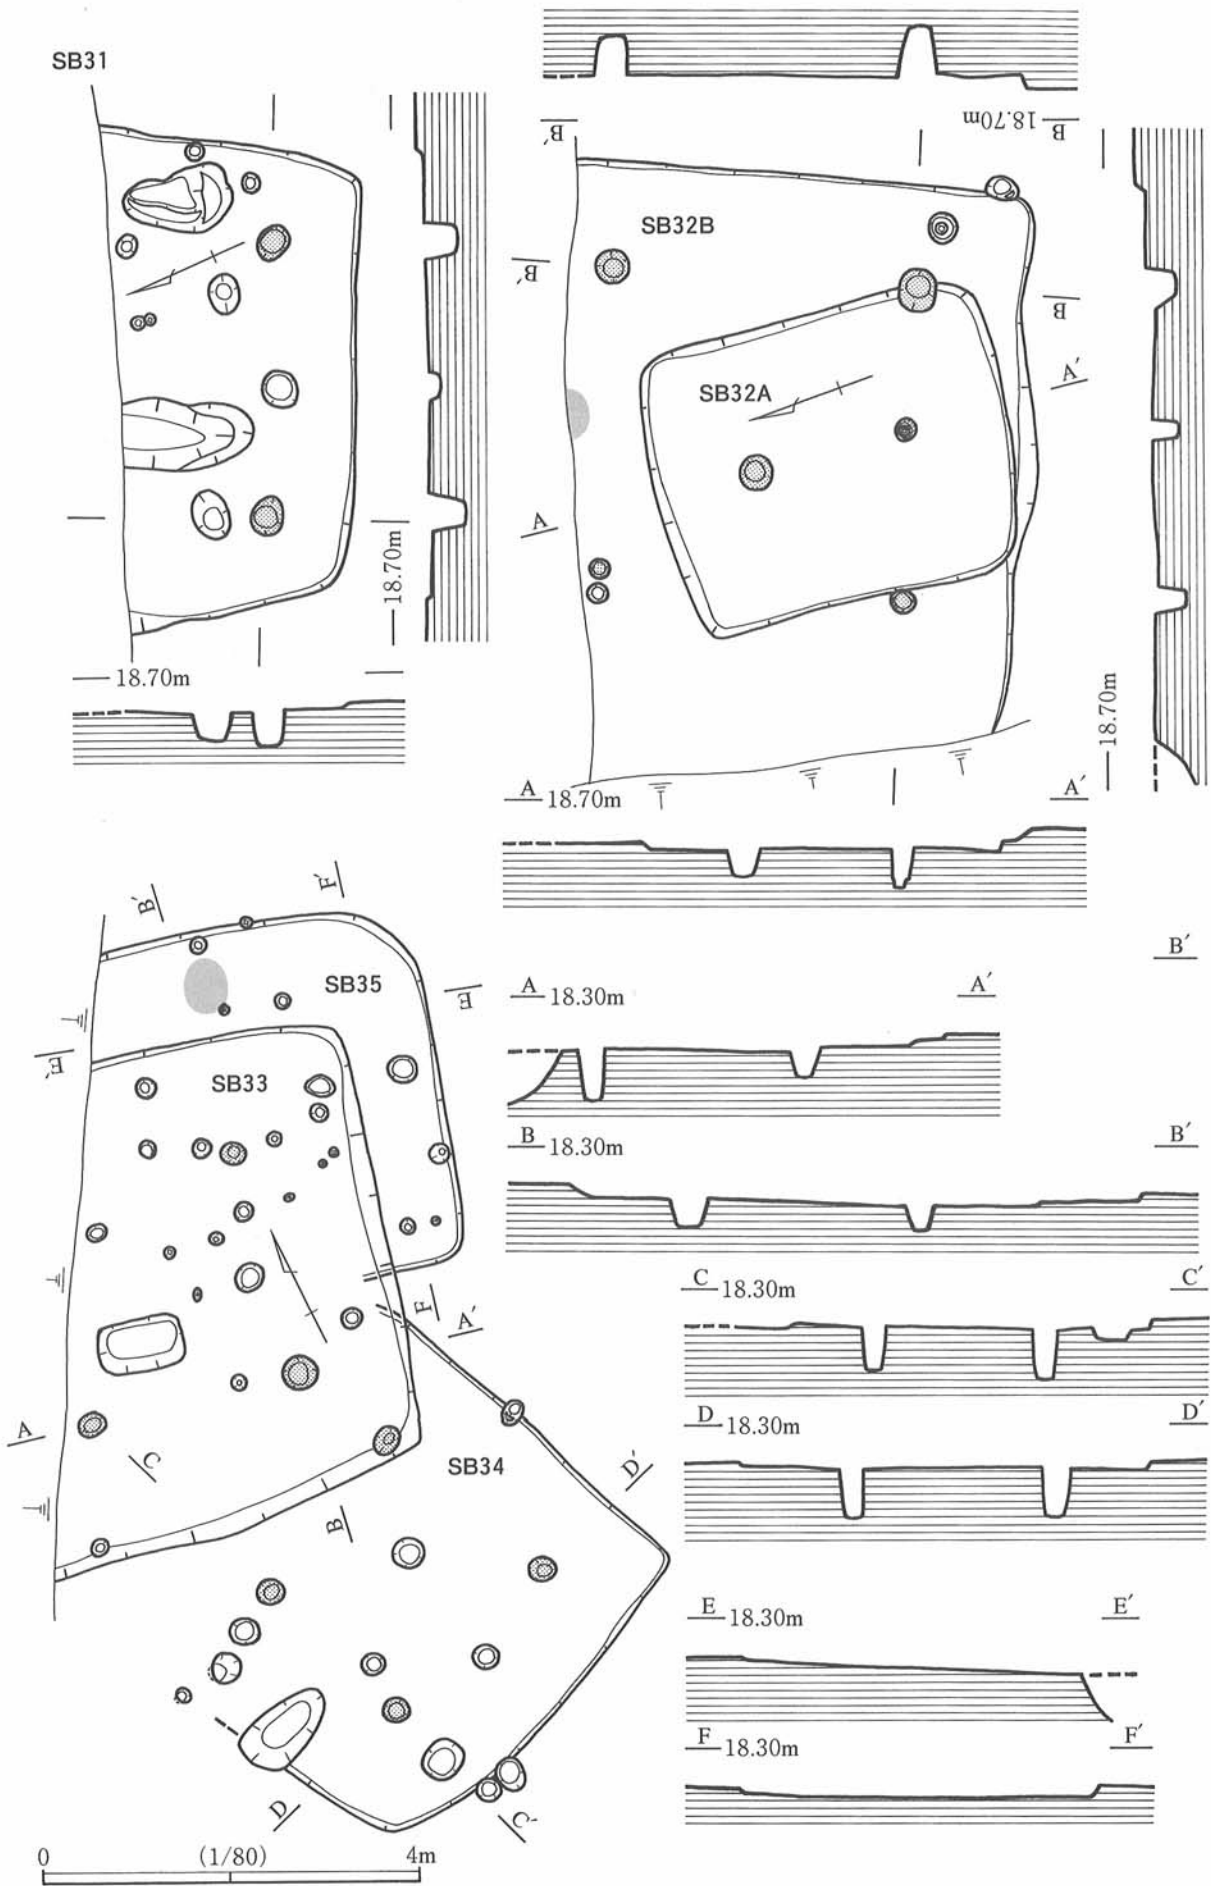 SB31
18.70m
18.70m
B′
18.70m
B
SB32B
B′
B
A′
SB32A
A
18.70m
A 18.70m A′
B′
F′
B′
SB35
E
A 18.30m A′
E′
SB33
B 18.30m B′
F
A′
C 18.30m C′
A
C
SB34
D′
D 18.30m D′
B
E 18.30m E′
D
C′
F 18.30m F′
0 (1/80) 4m